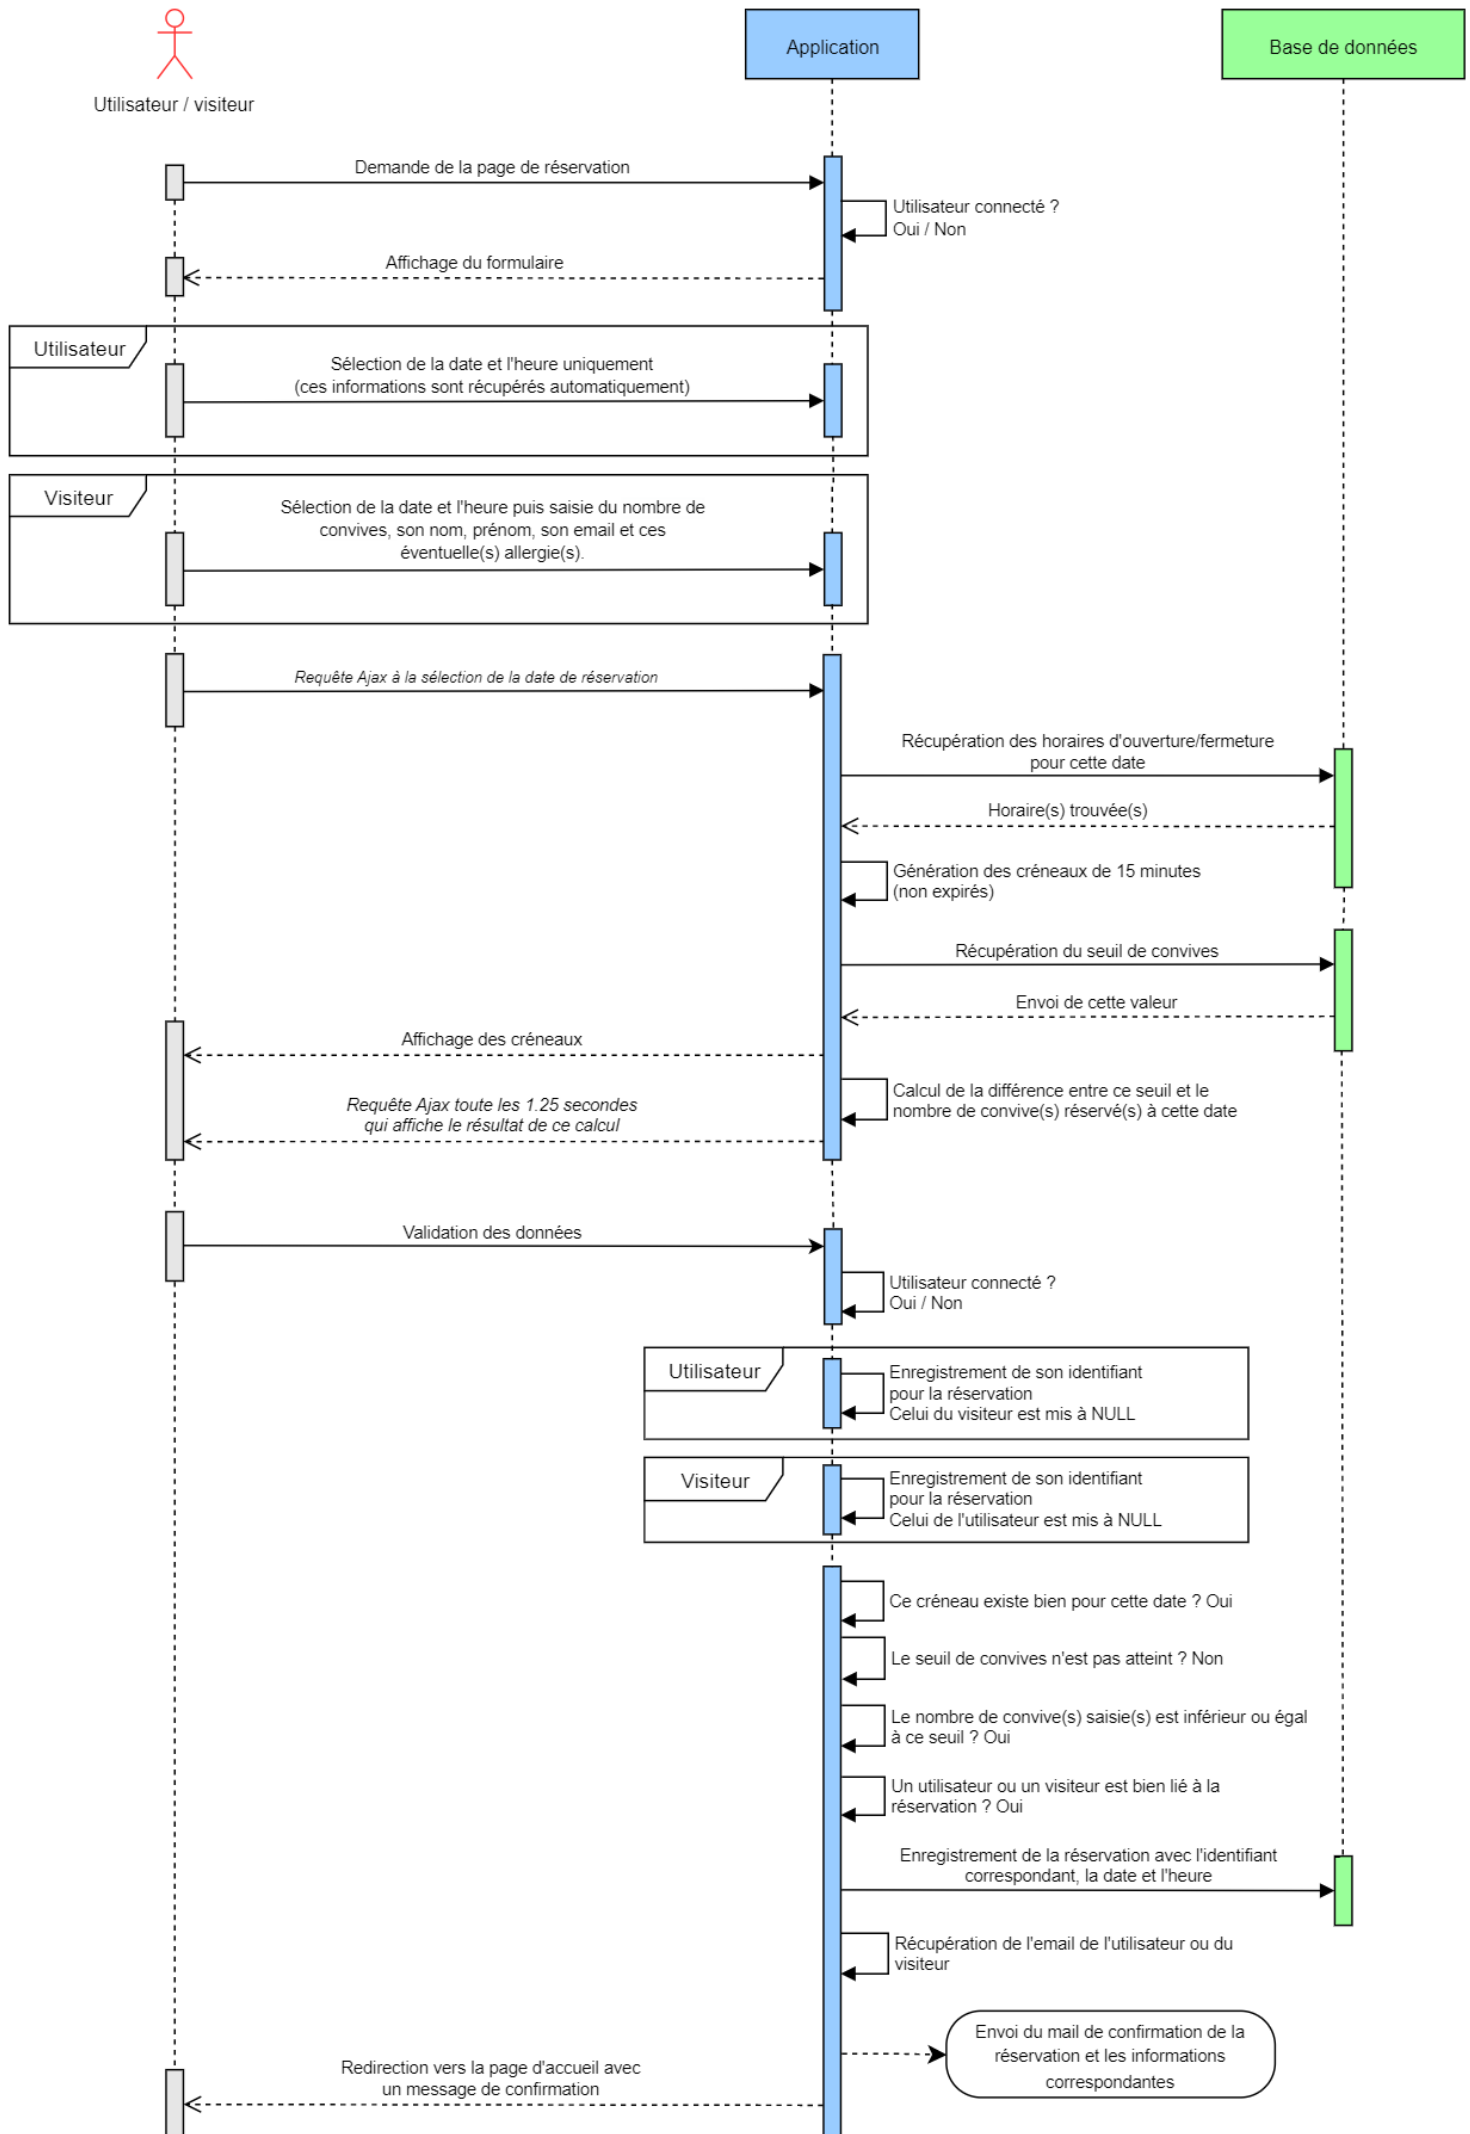 Application
Base de données
Utilisateur / visiteur
Demande de la page de réservation
Utilisateur connecté ?
Oui / Non
Affichage du formulaire
Utilisateur
Sélection de la date et l'heure uniquement
(ces informations sont récupérés automatiquement)
Visiteur
Sélection de la date et l'heure puis saisie du nombre de
convives, son nom, prénom, son email et ces
éventuelle(s) allergie(s).
Requête Ajax à la sélection de la date de réservation
Récupération des horaires d'ouverture/fermeture
pour cette date
Horaire(s) trouvée(s)
Génération des créneaux de 15 minutes
(non expirés)
Récupération du seuil de convives
Envoi de cette valeur
Affichage des créneaux
Calcul de la différence entre ce seuil et le
nombre de convive(s) réservé(s) à cette date
Requête Ajax toute les 1.25 secondes
qui affiche le résultat de ce calcul
Validation des données
Utilisateur connecté ?
Oui / Non
Utilisateur
Enregistrement de son identifiant
pour la réservation
Celui du visiteur est mis à NULL
Visiteur
Enregistrement de son identifiant
pour la réservation
Celui de l'utilisateur est mis à NULL
Ce créneau existe bien pour cette date ? Oui
Le seuil de convives n'est pas atteint ? Non
Le nombre de convive(s) saisie(s) est inférieur ou égal
à ce seuil ? Oui
Un utilisateur ou un visiteur est bien lié à la
réservation ? Oui
Enregistrement de la réservation avec l'identifiant
correspondant, la date et l'heure
Récupération de l'email de l'utilisateur ou du
visiteur
Envoi du mail de confirmation de la
réservation et les informations
correspondantes
Redirection vers la page d'accueil avec
un message de confirmation